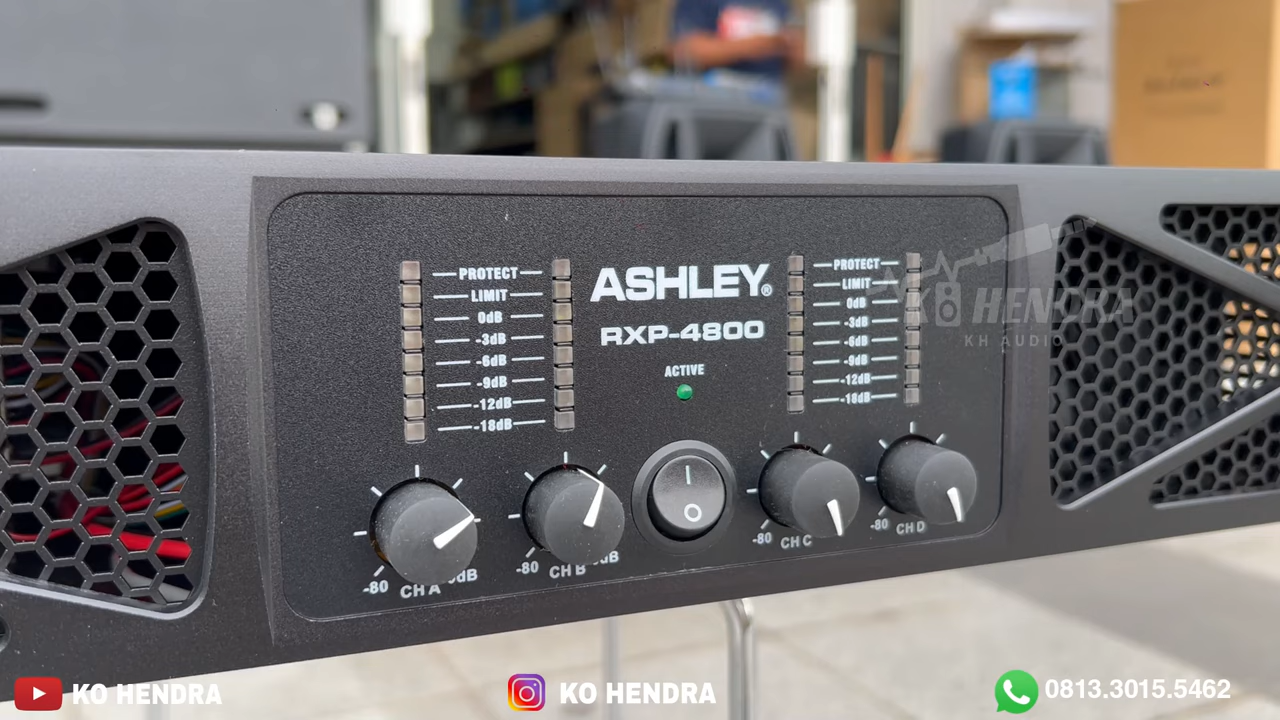 PROTECT
LIMIT
0dB
-3dB
-6dB
-9dB
-12dB
-18dB
ASHLEY®
RXP-4800
ACTIVE
PROTECT
LIMIT
0dB
-3dB
-6dB
-9dB
-12dB
-18dB
KO HENDRA
KH AUDIO
-80 CH A 0dB
-80 CH B dB
-80 CH C
-80 CH D
KO HENDRA
KO HENDRA
0813.3015.5462